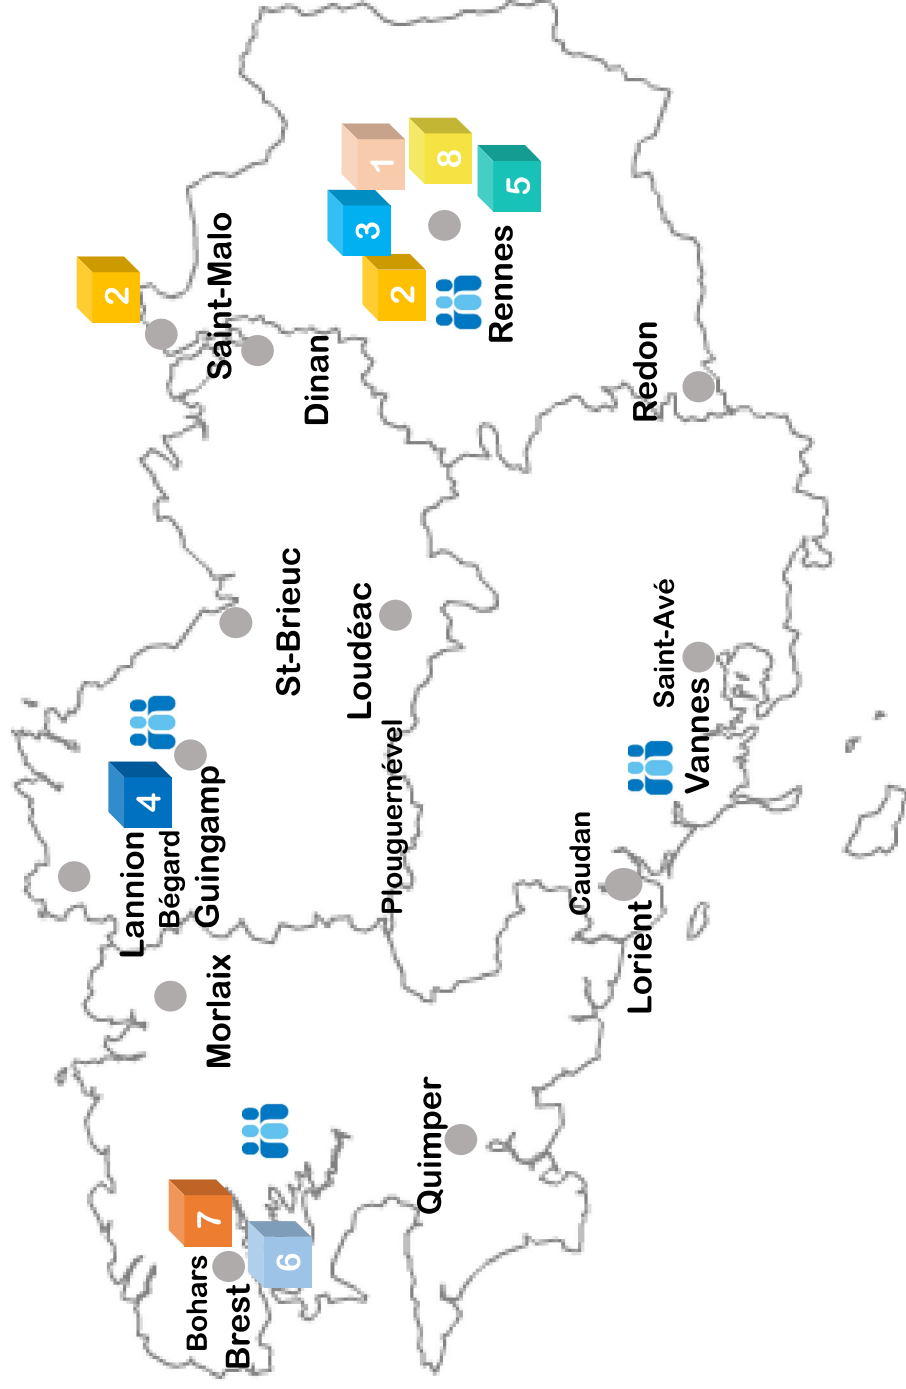 2
Saint-Malo
Dinan
1
8
3
5
2
Rennes
Redon
St-Brieuc
Loudéac
4
Lannion
Bégard
Guingamp
Plouguernével
Saint-Avé
Vannes
Caudan
Lorient
Morlaix
Quimper
7
Bohars
Brest
6